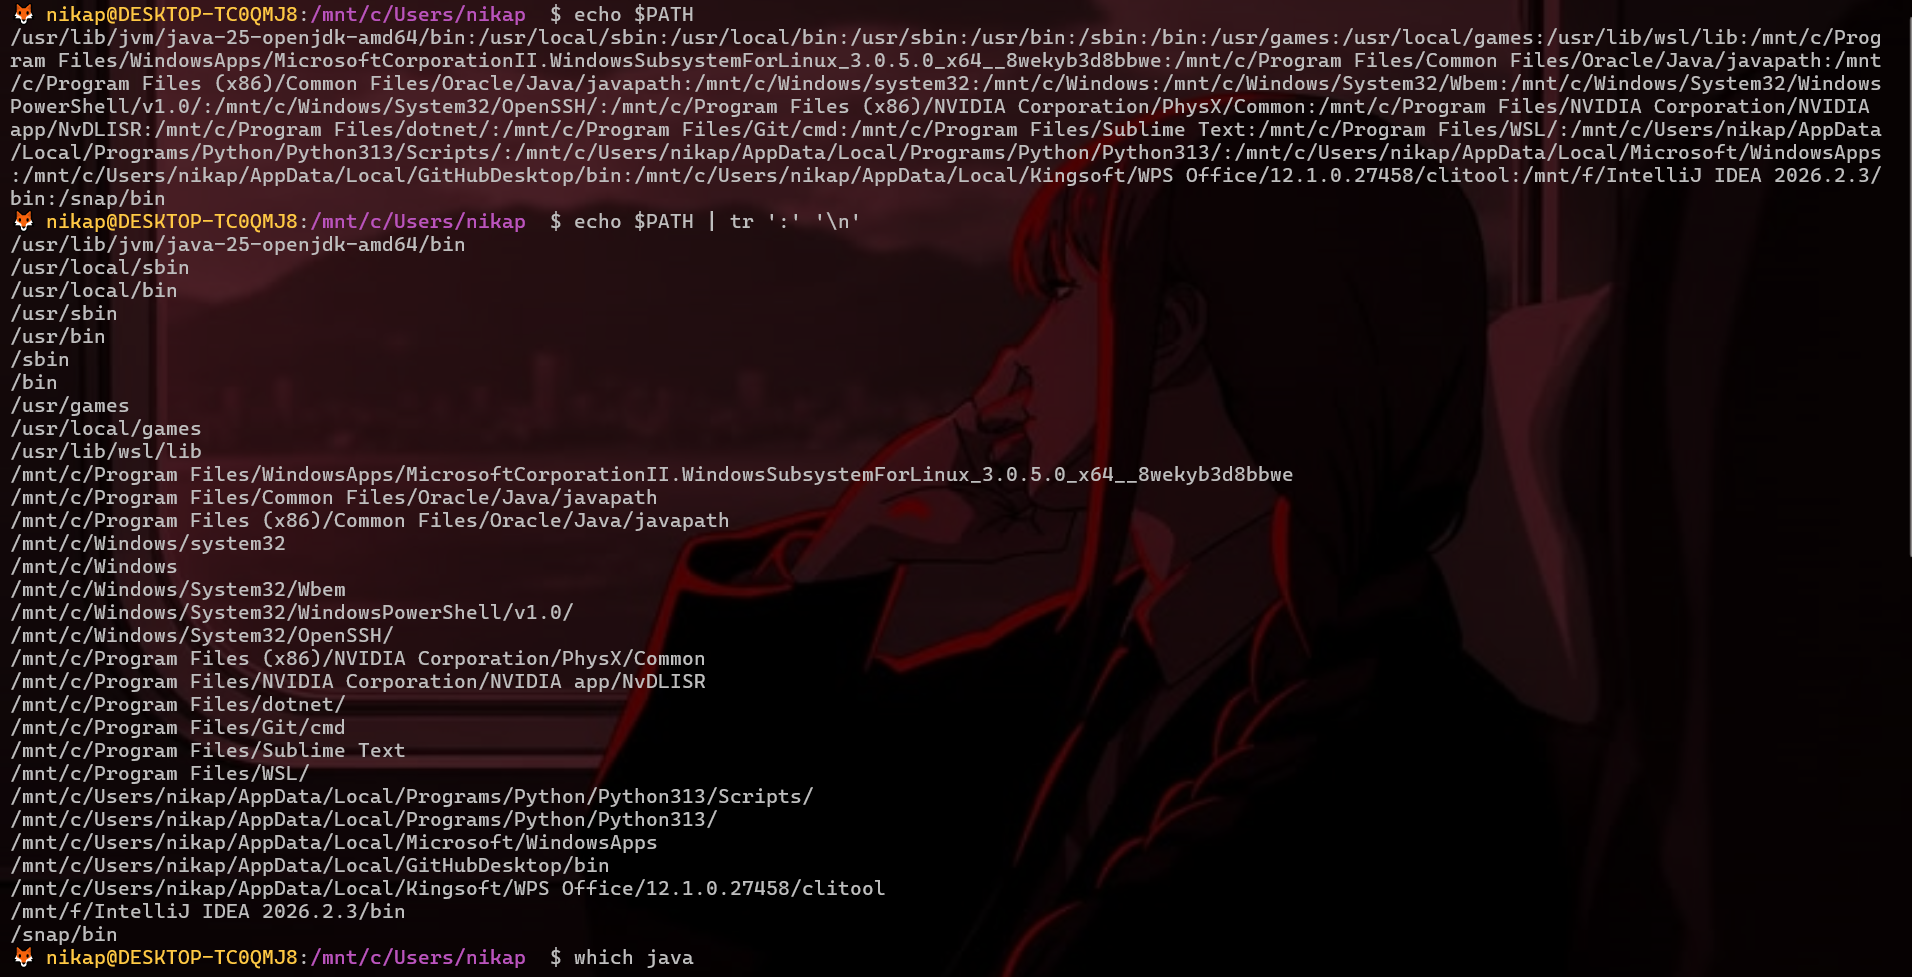 🦊 nikap@DESKTOP-TC0QMJ8:/mnt/c/Users/nikap  $ echo $PATH
/usr/lib/jvm/java-25-openjdk-amd64/bin:/usr/local/sbin:/usr/local/bin:/usr/sbin:/usr/bin:/sbin:/bin:/usr/games:/usr/local/games:/usr/lib/wsl/lib:/mnt/c/Prog
ram Files/WindowsApps/MicrosoftCorporationII.WindowsSubsystemForLinux_3.0.5.0_x64__8wekyb3d8bbwe:/mnt/c/Program Files/Common Files/Oracle/Java/javapath:/mnt
/c/Program Files (x86)/Common Files/Oracle/Java/javapath:/mnt/c/Windows/system32:/mnt/c/Windows:/mnt/c/Windows/System32/Wbem:/mnt/c/Windows/System32/Windows
PowerShell/v1.0/:/mnt/c/Windows/System32/OpenSSH/:/mnt/c/Program Files (x86)/NVIDIA Corporation/PhysX/Common:/mnt/c/Program Files/NVIDIA Corporation/NVIDIA
app/NvDLISR:/mnt/c/Program Files/dotnet/:/mnt/c/Program Files/Git/cmd:/mnt/c/Program Files/Sublime Text:/mnt/c/Program Files/WSL/:/mnt/c/Users/nikap/AppData
/Local/Programs/Python/Python313/Scripts/:/mnt/c/Users/nikap/AppData/Local/Programs/Python/Python313/:/mnt/c/Users/nikap/AppData/Local/Microsoft/WindowsApps
:/mnt/c/Users/nikap/AppData/Local/GitHubDesktop/bin:/mnt/c/Users/nikap/AppData/Local/Kingsoft/WPS Office/12.1.0.27458/clitool:/mnt/f/IntelliJ IDEA 2026.2.3/
bin:/snap/bin
🦊 nikap@DESKTOP-TC0QMJ8:/mnt/c/Users/nikap  $ echo $PATH | tr ':' '\n'
/usr/lib/jvm/java-25-openjdk-amd64/bin
/usr/local/sbin
/usr/local/bin
/usr/sbin
/usr/bin
/sbin
/bin
/usr/games
/usr/local/games
/usr/lib/wsl/lib
/mnt/c/Program Files/WindowsApps/MicrosoftCorporationII.WindowsSubsystemForLinux_3.0.5.0_x64__8wekyb3d8bbwe
/mnt/c/Program Files/Common Files/Oracle/Java/javapath
/mnt/c/Program Files (x86)/Common Files/Oracle/Java/javapath
/mnt/c/Windows/system32
/mnt/c/Windows
/mnt/c/Windows/System32/Wbem
/mnt/c/Windows/System32/WindowsPowerShell/v1.0/
/mnt/c/Windows/System32/OpenSSH/
/mnt/c/Program Files (x86)/NVIDIA Corporation/PhysX/Common
/mnt/c/Program Files/NVIDIA Corporation/NVIDIA app/NvDLISR
/mnt/c/Program Files/dotnet/
/mnt/c/Program Files/Git/cmd
/mnt/c/Program Files/Sublime Text
/mnt/c/Program Files/WSL/
/mnt/c/Users/nikap/AppData/Local/Programs/Python/Python313/Scripts/
/mnt/c/Users/nikap/AppData/Local/Programs/Python/Python313/
/mnt/c/Users/nikap/AppData/Local/Microsoft/WindowsApps
/mnt/c/Users/nikap/AppData/Local/GitHubDesktop/bin
/mnt/c/Users/nikap/AppData/Local/Kingsoft/WPS Office/12.1.0.27458/clitool
/mnt/f/IntelliJ IDEA 2026.2.3/bin
/snap/bin
🦊 nikap@DESKTOP-TC0QMJ8:/mnt/c/Users/nikap  $ which java